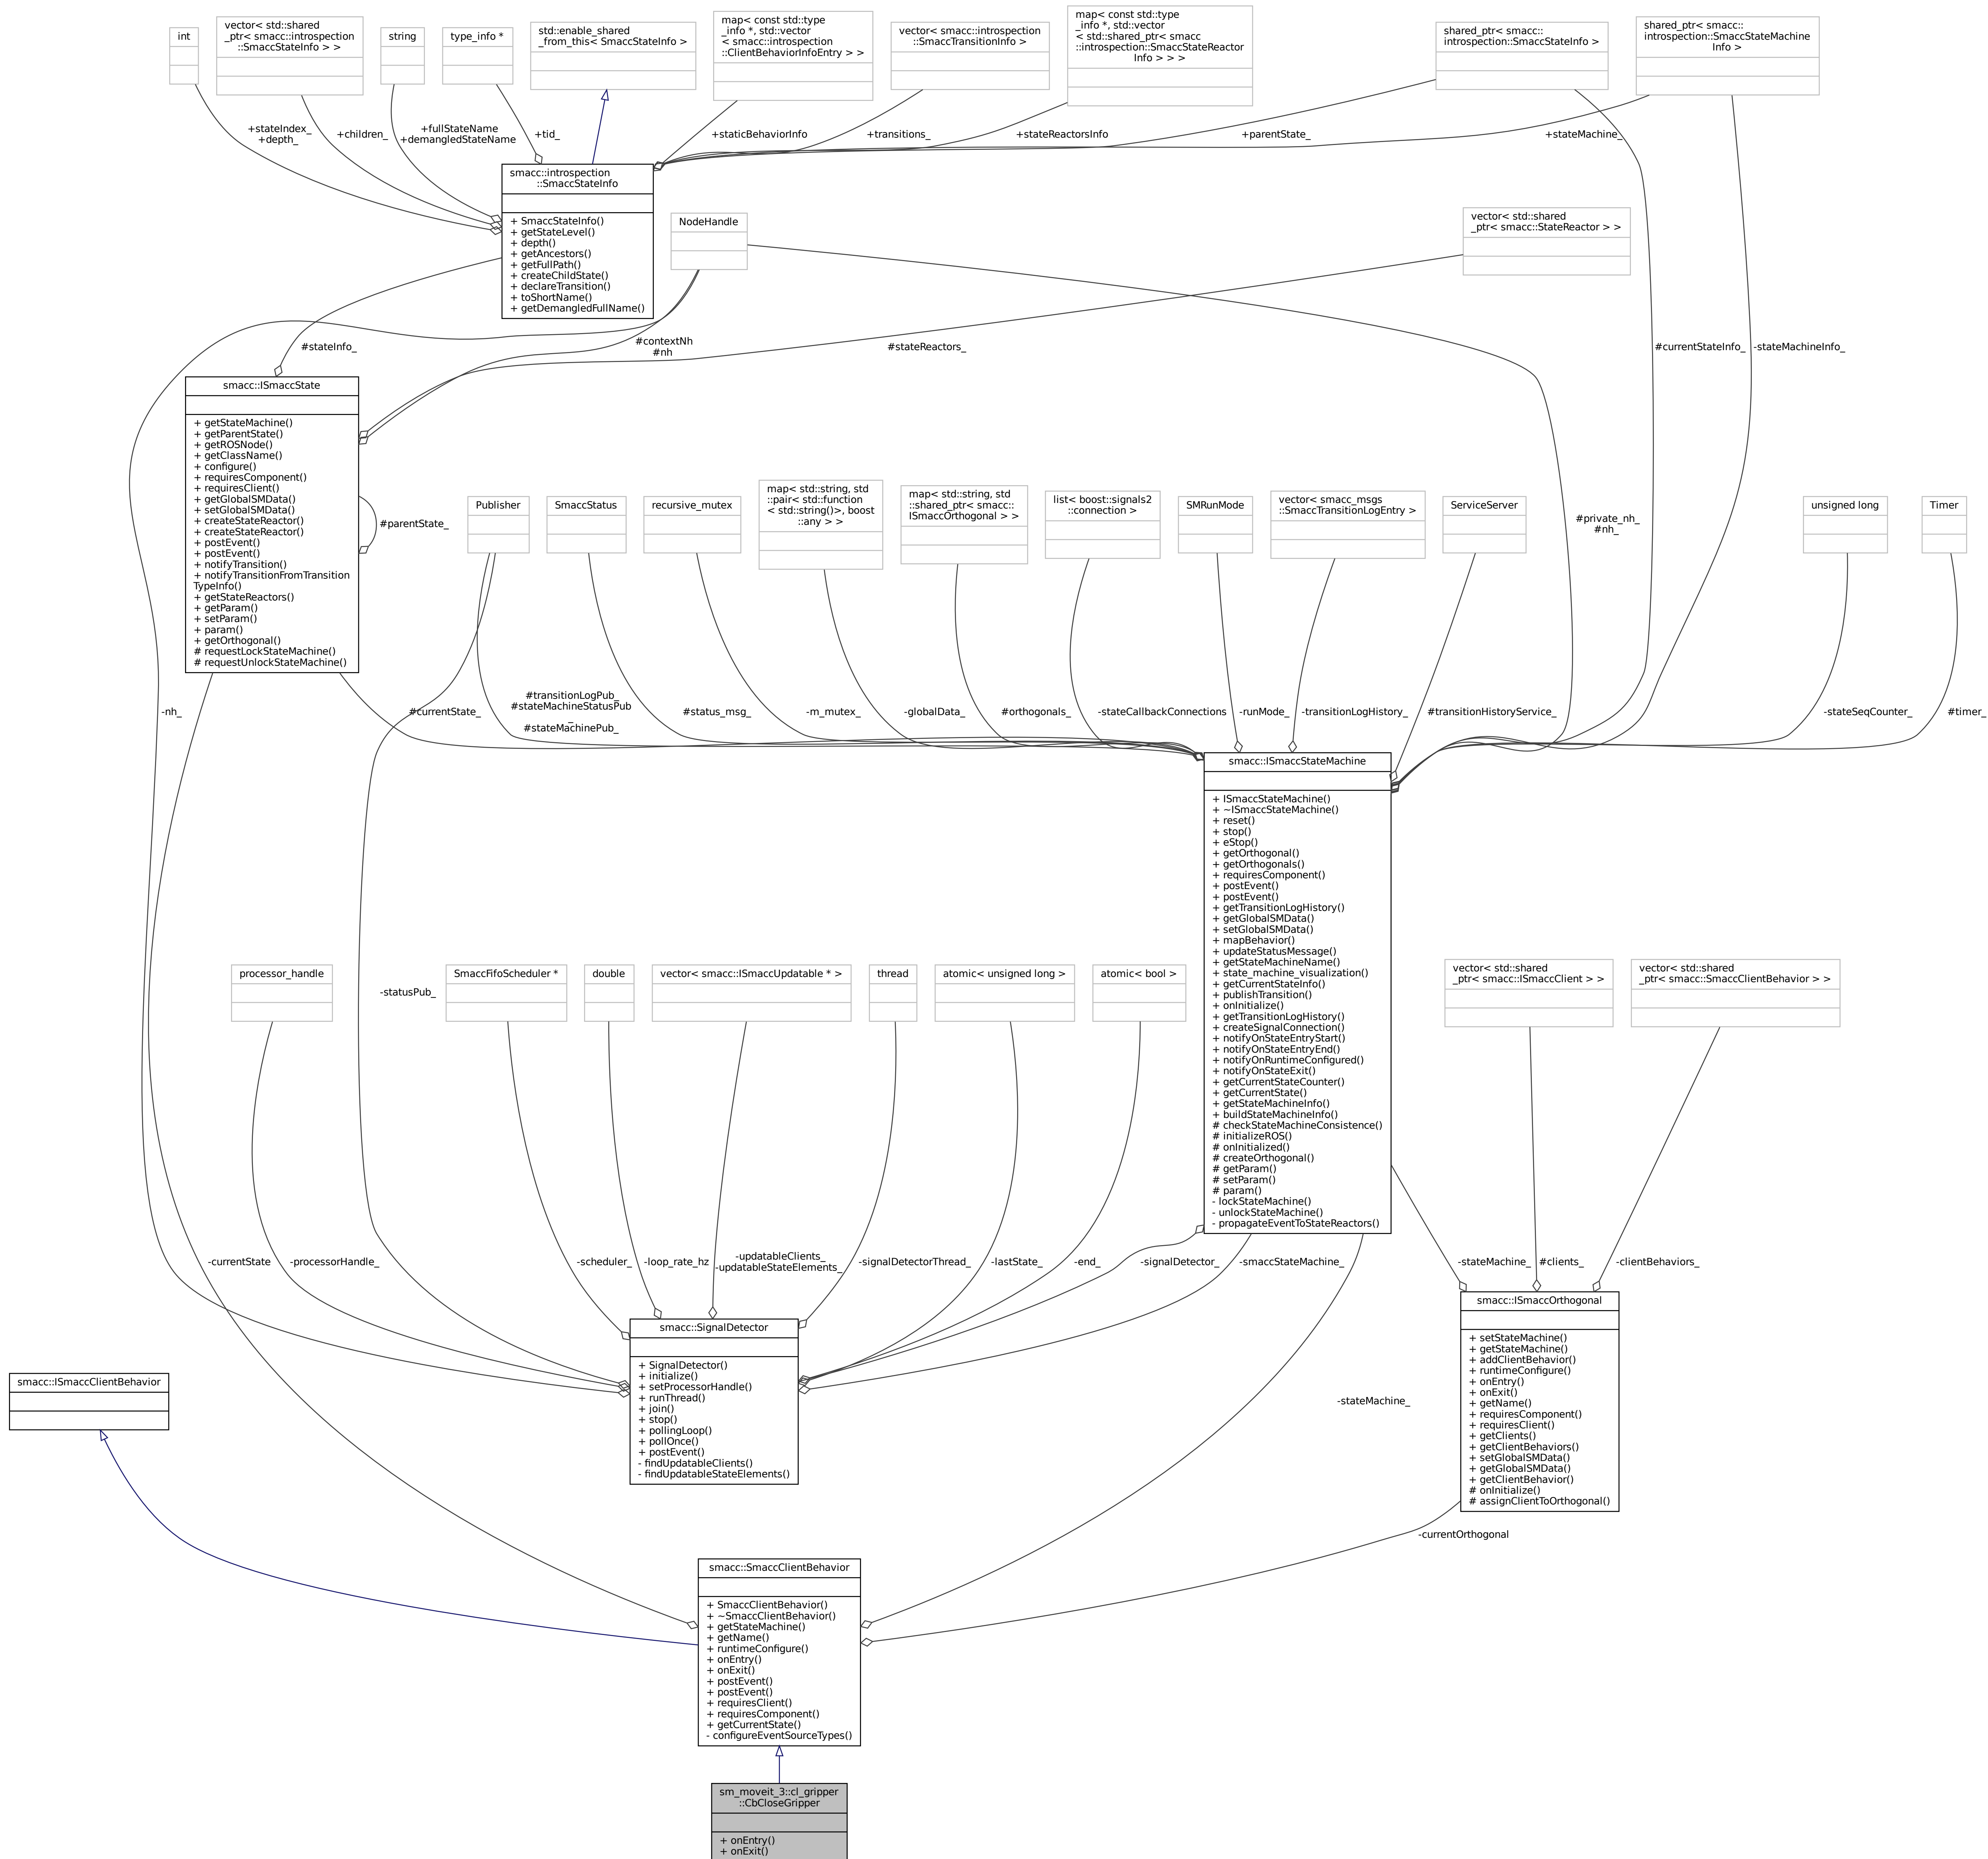 int
vector< std::shared
_ptr< smacc::introspection
::SmaccStateInfo > >
string
type_info *
std::enable_shared
_from_this< SmaccStateInfo >
map< const std::type
_info *, std::vector
< smacc::introspection
::ClientBehaviorInfoEntry > >
vector< smacc::introspection
::SmaccTransitionInfo >
map< const std::type
_info *, std::vector
< std::shared_ptr< smacc
::introspection::SmaccStateReactor
Info > > >
shared_ptr< smacc::
introspection::SmaccStateInfo >
shared_ptr< smacc::
introspection::SmaccStateMachine
Info >
+stateIndex_
+depth_
+children_
+fullStateName
+demangledStateName
+tid_
+staticBehaviorInfo
+transitions_
+stateReactorsInfo
+parentState_
+stateMachine_
smacc::introspection
::SmaccStateInfo
+ SmaccStateInfo()
+ getStateLevel()
+ depth()
+ getAncestors()
+ getFullPath()
+ createChildState()
+ declareTransition()
+ toShortName()
+ getDemangledFullName()
NodeHandle
vector< std::shared
_ptr< smacc::StateReactor > >
#stateInfo_
#contextNh
#nh
#stateReactors_
#currentStateInfo_
-stateMachineInfo_
smacc::ISmaccState
+ getStateMachine()
+ getParentState()
+ getROSNode()
+ getClassName()
+ configure()
+ requiresComponent()
+ requiresClient()
+ getGlobalSMData()
+ setGlobalSMData()
+ createStateReactor()
+ createStateReactor()
+ postEvent()
+ postEvent()
+ notifyTransition()
+ notifyTransitionFromTransition
TypeInfo()
+ getStateReactors()
+ getParam()
+ setParam()
+ param()
+ getOrthogonal()
# requestLockStateMachine()
# requestUnlockStateMachine()
#parentState_
Publisher
SmaccStatus
recursive_mutex
map< std::string, std
::pair< std::function
< std::string()>, boost
::any > >
map< std::string, std
::shared_ptr< smacc::
ISmaccOrthogonal > >
list< boost::signals2
::connection >
SMRunMode
vector< smacc_msgs
::SmaccTransitionLogEntry >
ServiceServer
#private_nh_
#nh_
unsigned long
Timer
-nh_
#currentState_
#transitionLogPub_
#stateMachineStatusPub
_
#stateMachinePub_
#status_msg_
-m_mutex_
-globalData_
#orthogonals_
-stateCallbackConnections
-runMode_
-transitionLogHistory_
#transitionHistoryService_
-stateSeqCounter_
#timer_
smacc::ISmaccStateMachine
+ ISmaccStateMachine()
+ ~ISmaccStateMachine()
+ reset()
+ stop()
+ eStop()
+ getOrthogonal()
+ getOrthogonals()
+ requiresComponent()
+ postEvent()
+ postEvent()
+ getTransitionLogHistory()
+ getGlobalSMData()
+ setGlobalSMData()
+ mapBehavior()
+ updateStatusMessage()
+ getStateMachineName()
+ state_machine_visualization()
+ getCurrentStateInfo()
+ publishTransition()
+ onInitialize()
+ getTransitionLogHistory()
+ createSignalConnection()
+ notifyOnStateEntryStart()
+ notifyOnStateEntryEnd()
+ notifyOnRuntimeConfigured()
+ notifyOnStateExit()
+ getCurrentStateCounter()
+ getCurrentState()
+ getStateMachineInfo()
+ buildStateMachineInfo()
# checkStateMachineConsistence()
# initializeROS()
# onInitialized()
# createOrthogonal()
# getParam()
# setParam()
# param()
- lockStateMachine()
- unlockStateMachine()
- propagateEventToStateReactors()
processor_handle
-statusPub_
SmaccFifoScheduler *
double
vector< smacc::ISmaccUpdatable * >
thread
atomic< unsigned long >
atomic< bool >
vector< std::shared
_ptr< smacc::ISmaccClient > >
vector< std::shared
_ptr< smacc::SmaccClientBehavior > >
-currentState
-processorHandle_
-scheduler_
-loop_rate_hz
-updatableClients_
-updatableStateElements_
-signalDetectorThread_
-lastState_
-end_
-signalDetector_
-smaccStateMachine_
-stateMachine_
#clients_
-clientBehaviors_
smacc::SignalDetector
+ SignalDetector()
+ initialize()
+ setProcessorHandle()
+ runThread()
+ join()
+ stop()
+ pollingLoop()
+ pollOnce()
+ postEvent()
- findUpdatableClients()
- findUpdatableStateElements()
smacc::ISmaccOrthogonal
+ setStateMachine()
+ getStateMachine()
+ addClientBehavior()
+ runtimeConfigure()
+ onEntry()
+ onExit()
+ getName()
+ requiresComponent()
+ requiresClient()
+ getClients()
+ getClientBehaviors()
+ setGlobalSMData()
+ getGlobalSMData()
+ getClientBehavior()
# onInitialize()
# assignClientToOrthogonal()
smacc::ISmaccClientBehavior
-stateMachine_
-currentOrthogonal
smacc::SmaccClientBehavior
+ SmaccClientBehavior()
+ ~SmaccClientBehavior()
+ getStateMachine()
+ getName()
+ runtimeConfigure()
+ onEntry()
+ onExit()
+ postEvent()
+ postEvent()
+ requiresClient()
+ requiresComponent()
+ getCurrentState()
- configureEventSourceTypes()
sm_moveit_3::cl_gripper
::CbCloseGripper
+ onEntry()
+ onExit()